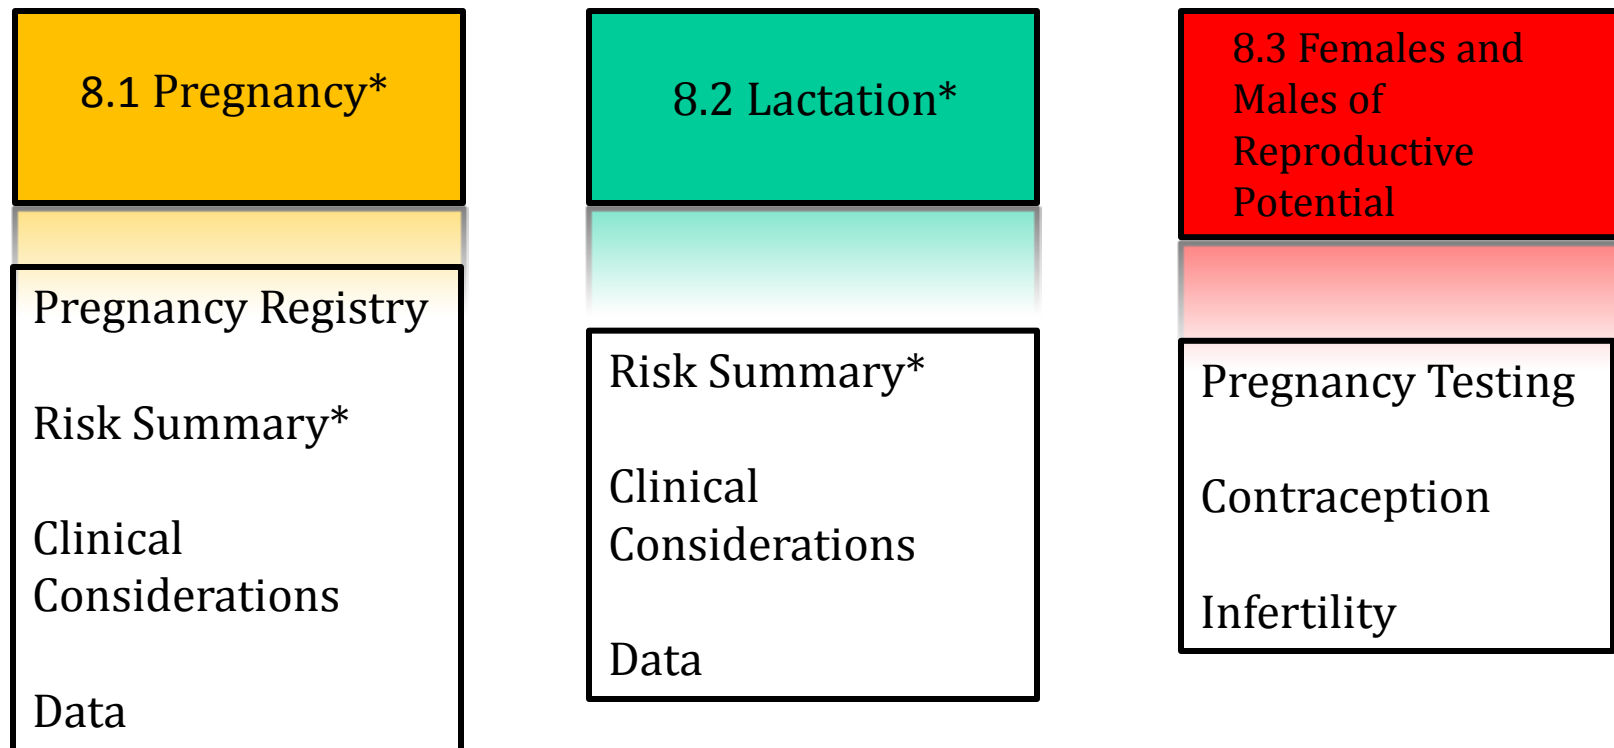 8.1 Pregnancy*
Pregnancy Registry
Risk Summary*
Clinical
Considerations
Data
8.2 Lactation*
Risk Summary*
Clinical
Considerations
Data
8.3 Females and
Males of
Reproductive
Potential
Pregnancy Testing
Contraception
Infertility